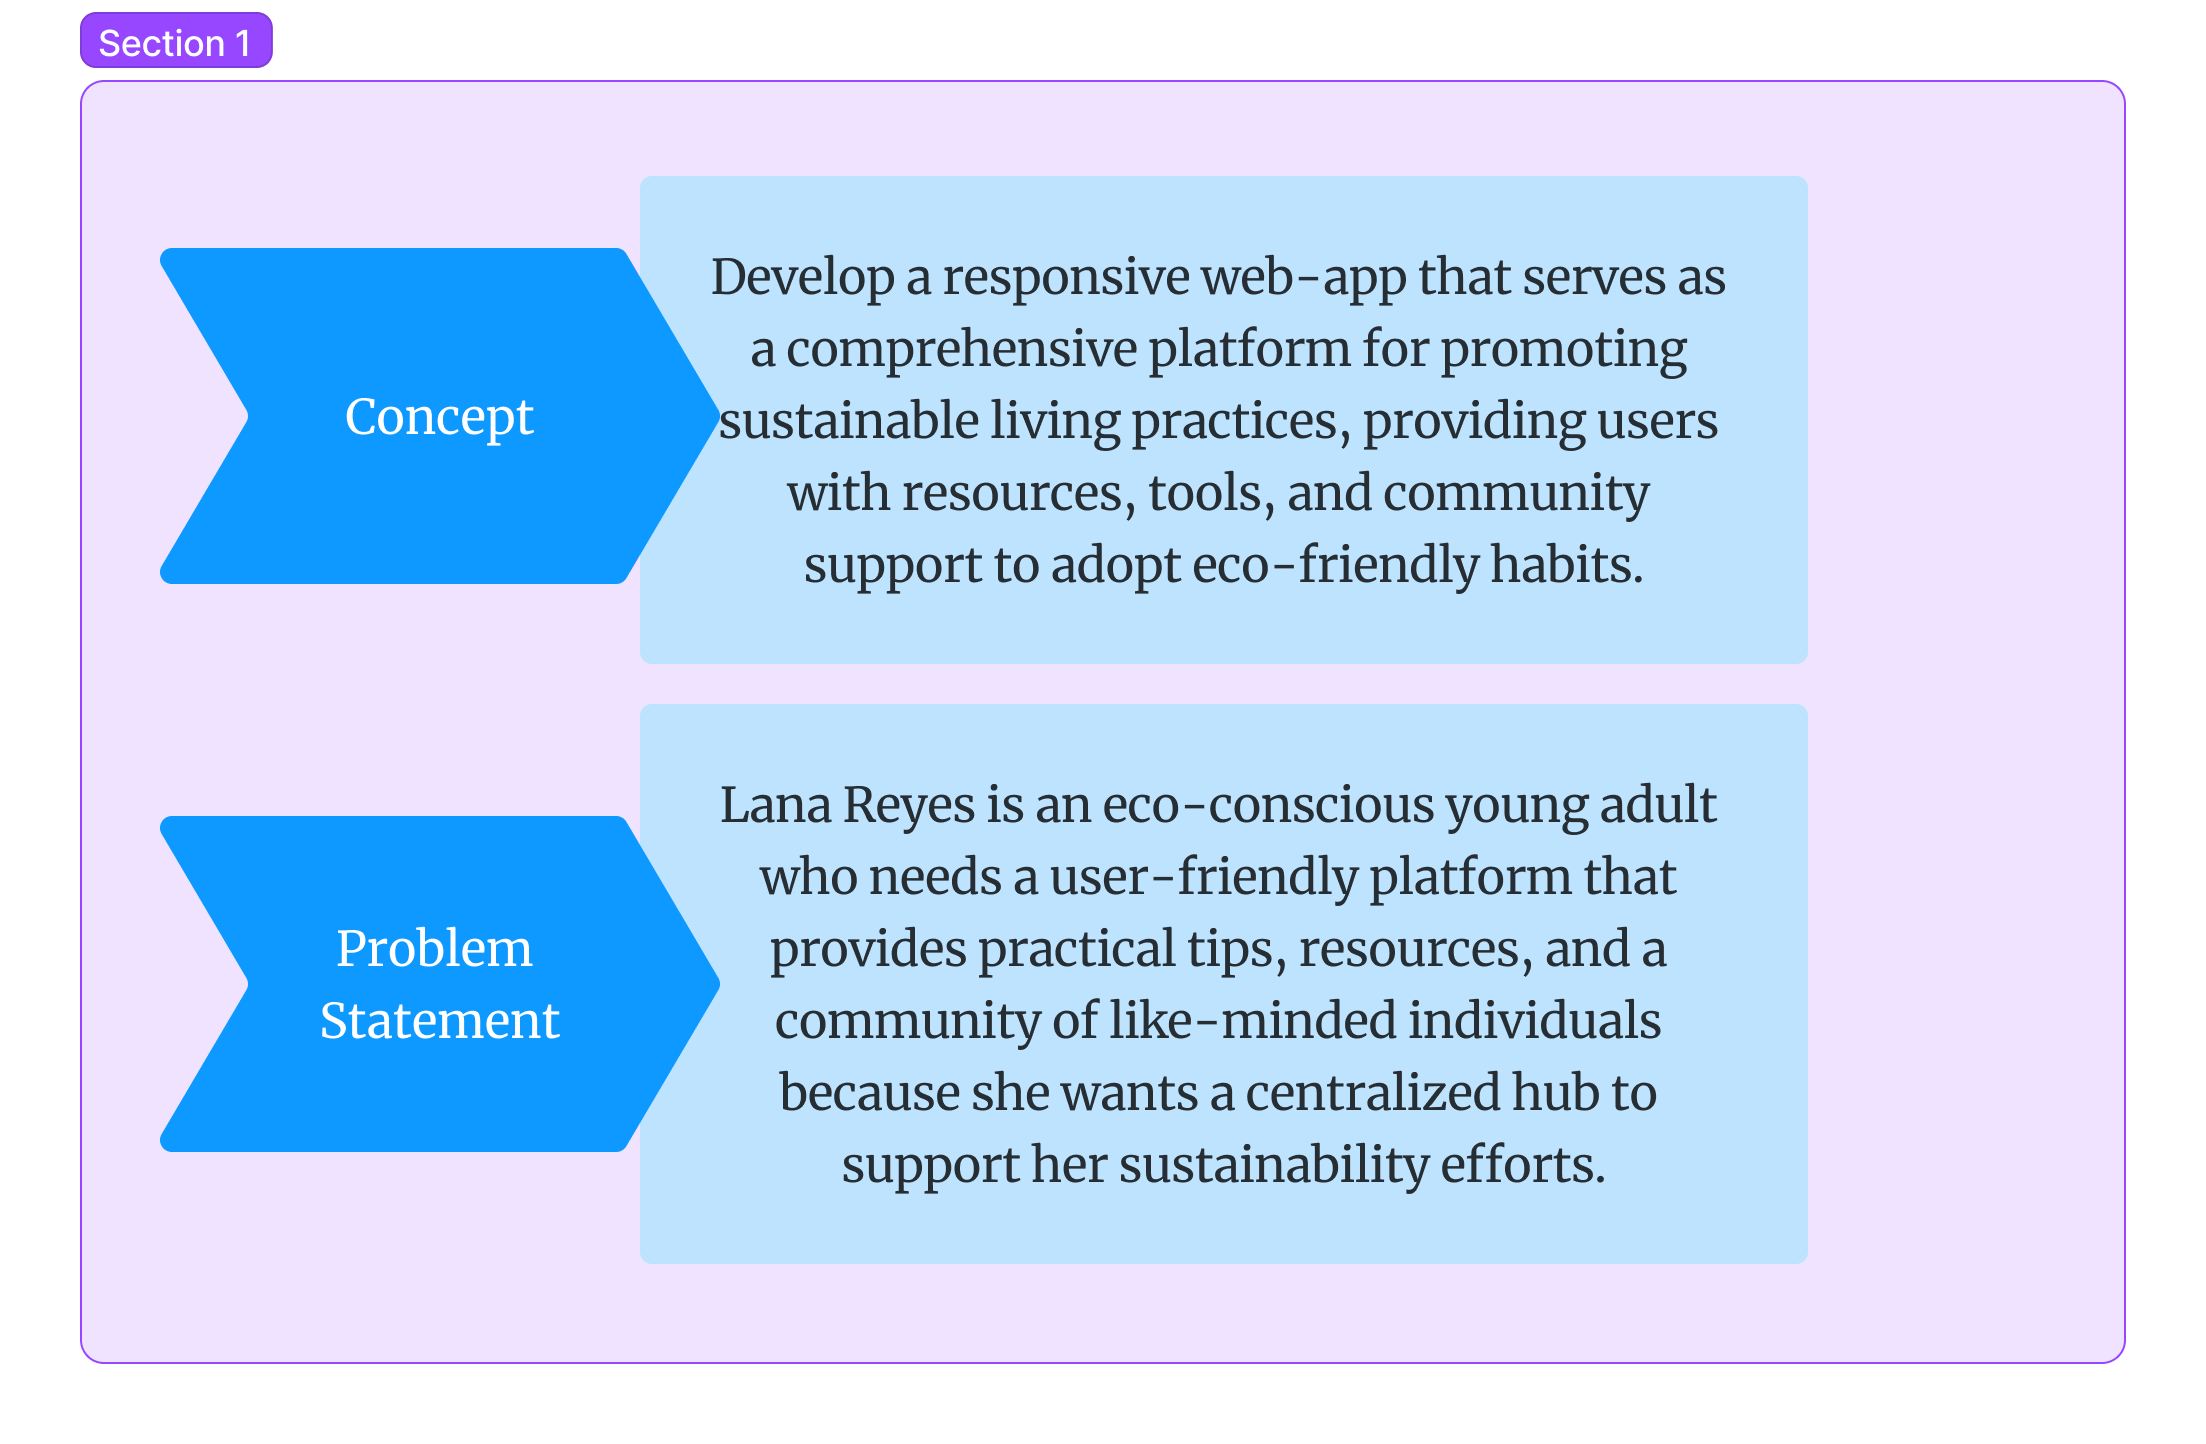 Section 1
Concept
Develop a responsive web-app that serves as
a comprehensive platform for promoting
sustainable living practices, providing users
with resources, tools, and community
support to adopt eco-friendly habits.
Problem
Statement
Lana Reyes is an eco-conscious young adult
who needs a user-friendly platform that
provides practical tips, resources, and a
community of like-minded individuals
because she wants a centralized hub to
support her sustainability efforts.